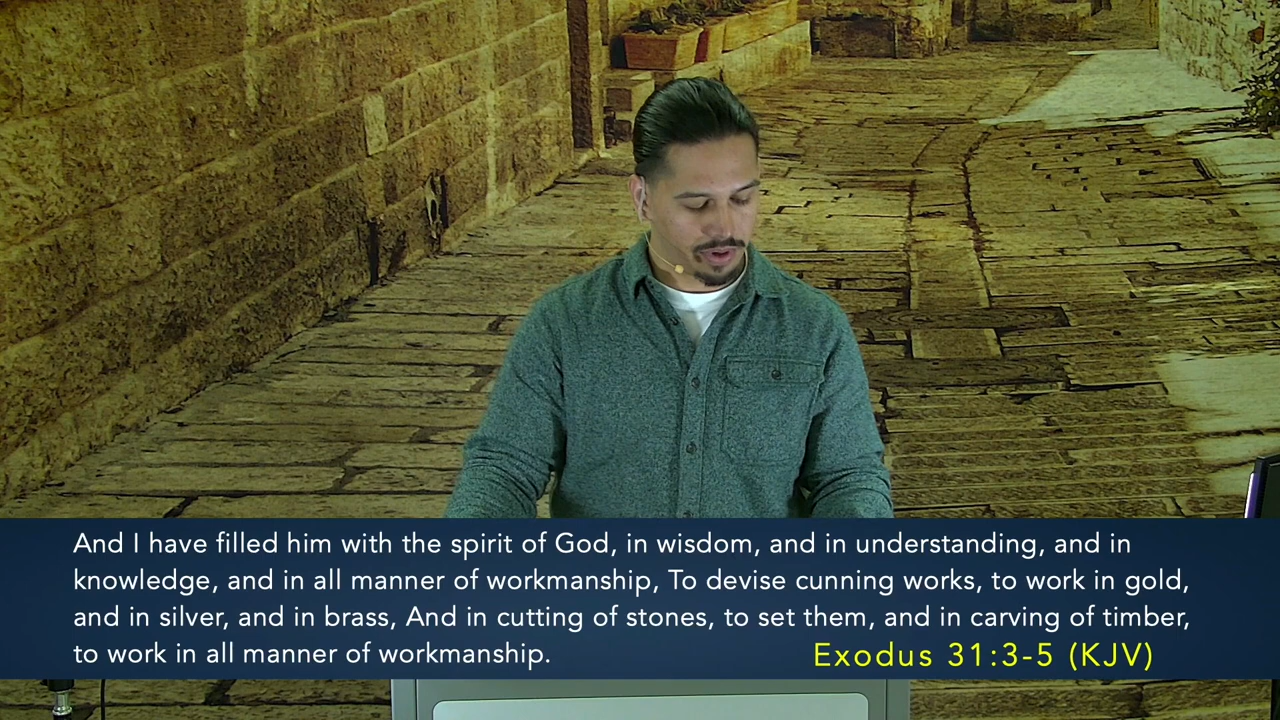 And I have filled him with the spirit of God, in wisdom, and in understanding, and in
knowledge, and in all manner of workmanship, To devise cunning works, to work in gold,
and in silver, and in brass, And in cutting of stones, to set them, and in carving of timber,
to work in all manner of workmanship.
Exodus 31:3-5 (KJV)